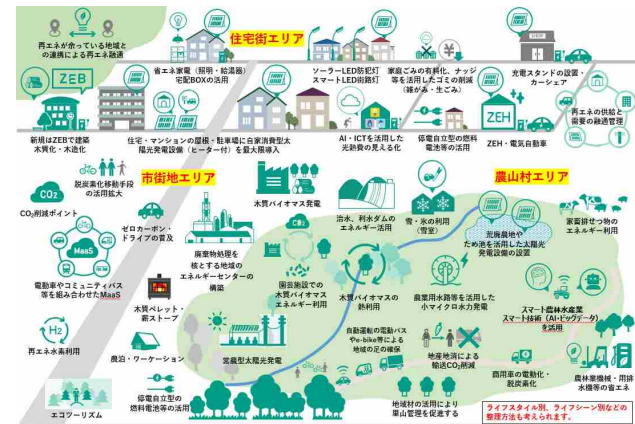 再エネが余っている地域と
の連携による再エネ融通
住宅街エリア
省エネ家電（照明・給湯器）
宅配BOXの活用
ソーラーLED防犯灯
スマートLED街路灯
家庭ごみの有料化、ナッジ
等を活用したゴミの削減
（雑がみ・生ごみ）
充電スタンドの設置・
カーシェア
ZEB
新規はZEBで建築
木質化・木造化
住宅・マンションの屋根・駐車場に自家消費型太
陽光発電設備（ヒーター付）を最大限導入
AI・ICTを活用した
光熱費の見える化
停電自立型の燃料
電池等の活用
ZEH
ZEH・電気自動車
再エネの供給と
需要の融通管理
脱炭素化移動手段
の活用拡大
市街地エリア
木質バイオマス発電
農山村エリア
CO2
CO₂削減ポイント
MaaS
電動車やコミュニティバス
等を組み合わせたMaaS
ゼロカーボン・
ドライブの普及
廃棄物処理を
核とする地域の
エネルギーセンターの
構築
治水、利水ダムの
エネルギー活用
雪・氷の利用
（雪室）
荒廃農地や
ため池を活用した太陽光
発電設備の設置
家畜排せつ物の
エネルギー利用
CO2
園芸施設での
木質バイオマス
エネルギー利用
木質バイオマスの
熱利用
農業用水路等を活用した
小マイクロ水力発電
スマート農林水産業
スマート技術（AI・ビッグデータ）
を活用
木質ペレット・
薪ストーブ
H2
再エネ水素利用
農泊・ワーケーション
営農型太陽光発電
自動運転の電動バス
やe-bike等による
地域の足の確保
地産地消による
輸送CO₂削減
商用車の電動化・
脱炭素化
農林業機械・用排
水機等の省エネ
エコツーリズム
停電自立型の
燃料電池等の活用
地域材の活用により
里山管理を促進する
ライフスタイル別、ライフシーン別などの
整理方法も考えられます。